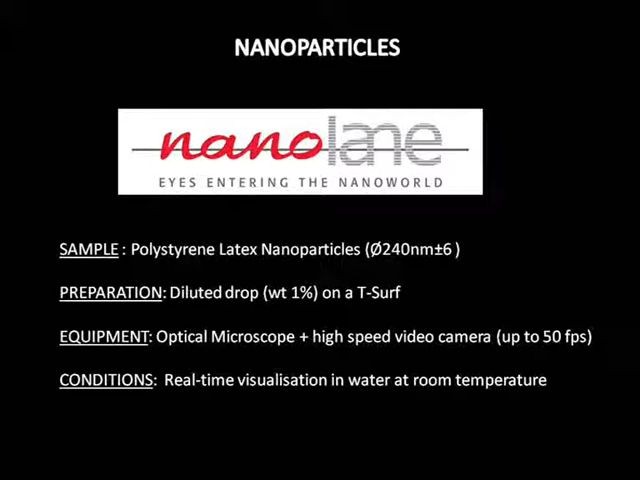 NANOPARTICLES
nanolane
EYES ENTERING THE NANOWORLD
SAMPLE : Polystyrene Latex Nanoparticles (Ø240nm±6 )
PREPARATION: Diluted drop (wt 1%) on a T-Surf
EQUIPMENT: Optical Microscope + high speed video camera (up to 50 fps)
CONDITIONS:  Real-time visualisation in water at room temperature